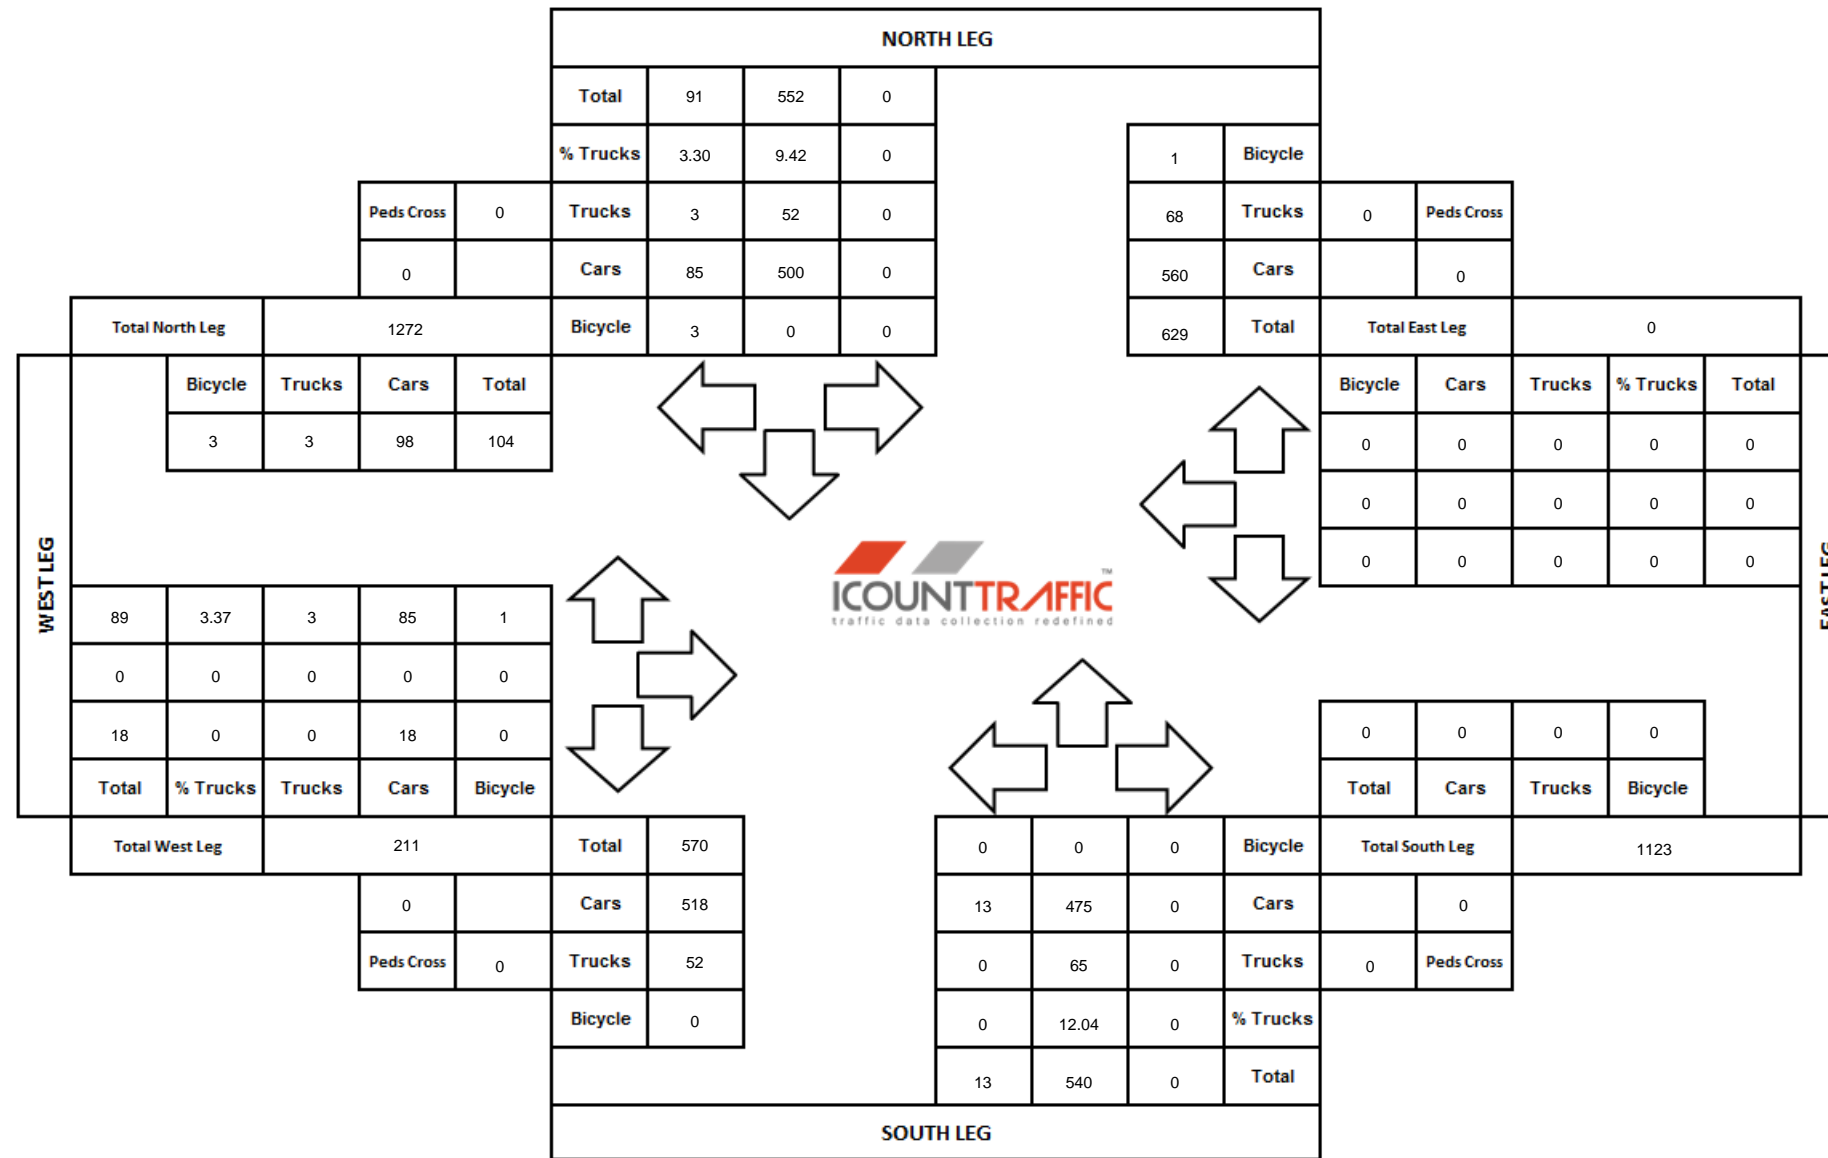 NORTH LEG
Total 91 552 0
% Trucks 3.30 9.42 0 1 Bicycle
Peds Cross 0 Trucks 3 52 0 68 Trucks 0 Peds Cross
0 Cars 85 500 0 560 Cars 0
Total North Leg 1272 Bicycle 3 0 0 629 Total Total East Leg 0
Bicycle Trucks Cars Total Bicycle Cars Trucks % Trucks Total
3 3 98 104 0 0 0 0 0
0 0 0 0 0
0 0 0 0 0
WEST LEG
EAST LEG
ICOUNTTRAFFIC™
traffic data collection redefined
89 3.37 3 85 1
0 0 0 0 0
18 0 0 18 0 0 0 0 0
Total % Trucks Trucks Cars Bicycle Total Cars Trucks Bicycle
Total West Leg 211 Total 570 0 0 0 Bicycle Total South Leg 1123
0 Cars 518 13 475 0 Cars 0
Peds Cross 0 Trucks 52 0 65 0 Trucks 0 Peds Cross
Bicycle 0 0 12.04 0 % Trucks
13 540 0 Total
SOUTH LEG